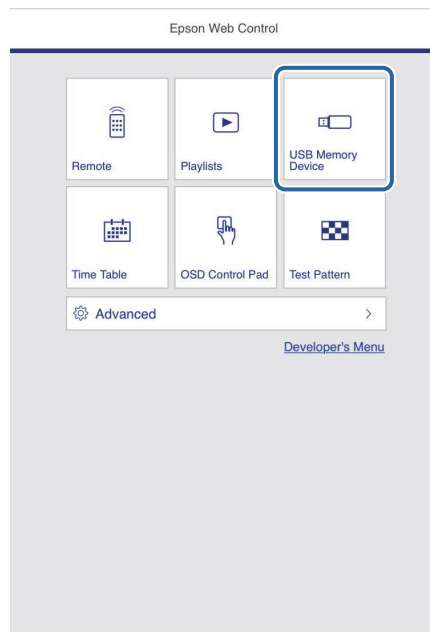 Epson Web Control
Remote
Playlists
USB Memory
Device
Time Table
OSD Control Pad
Test Pattern
Advanced
Developer's Menu